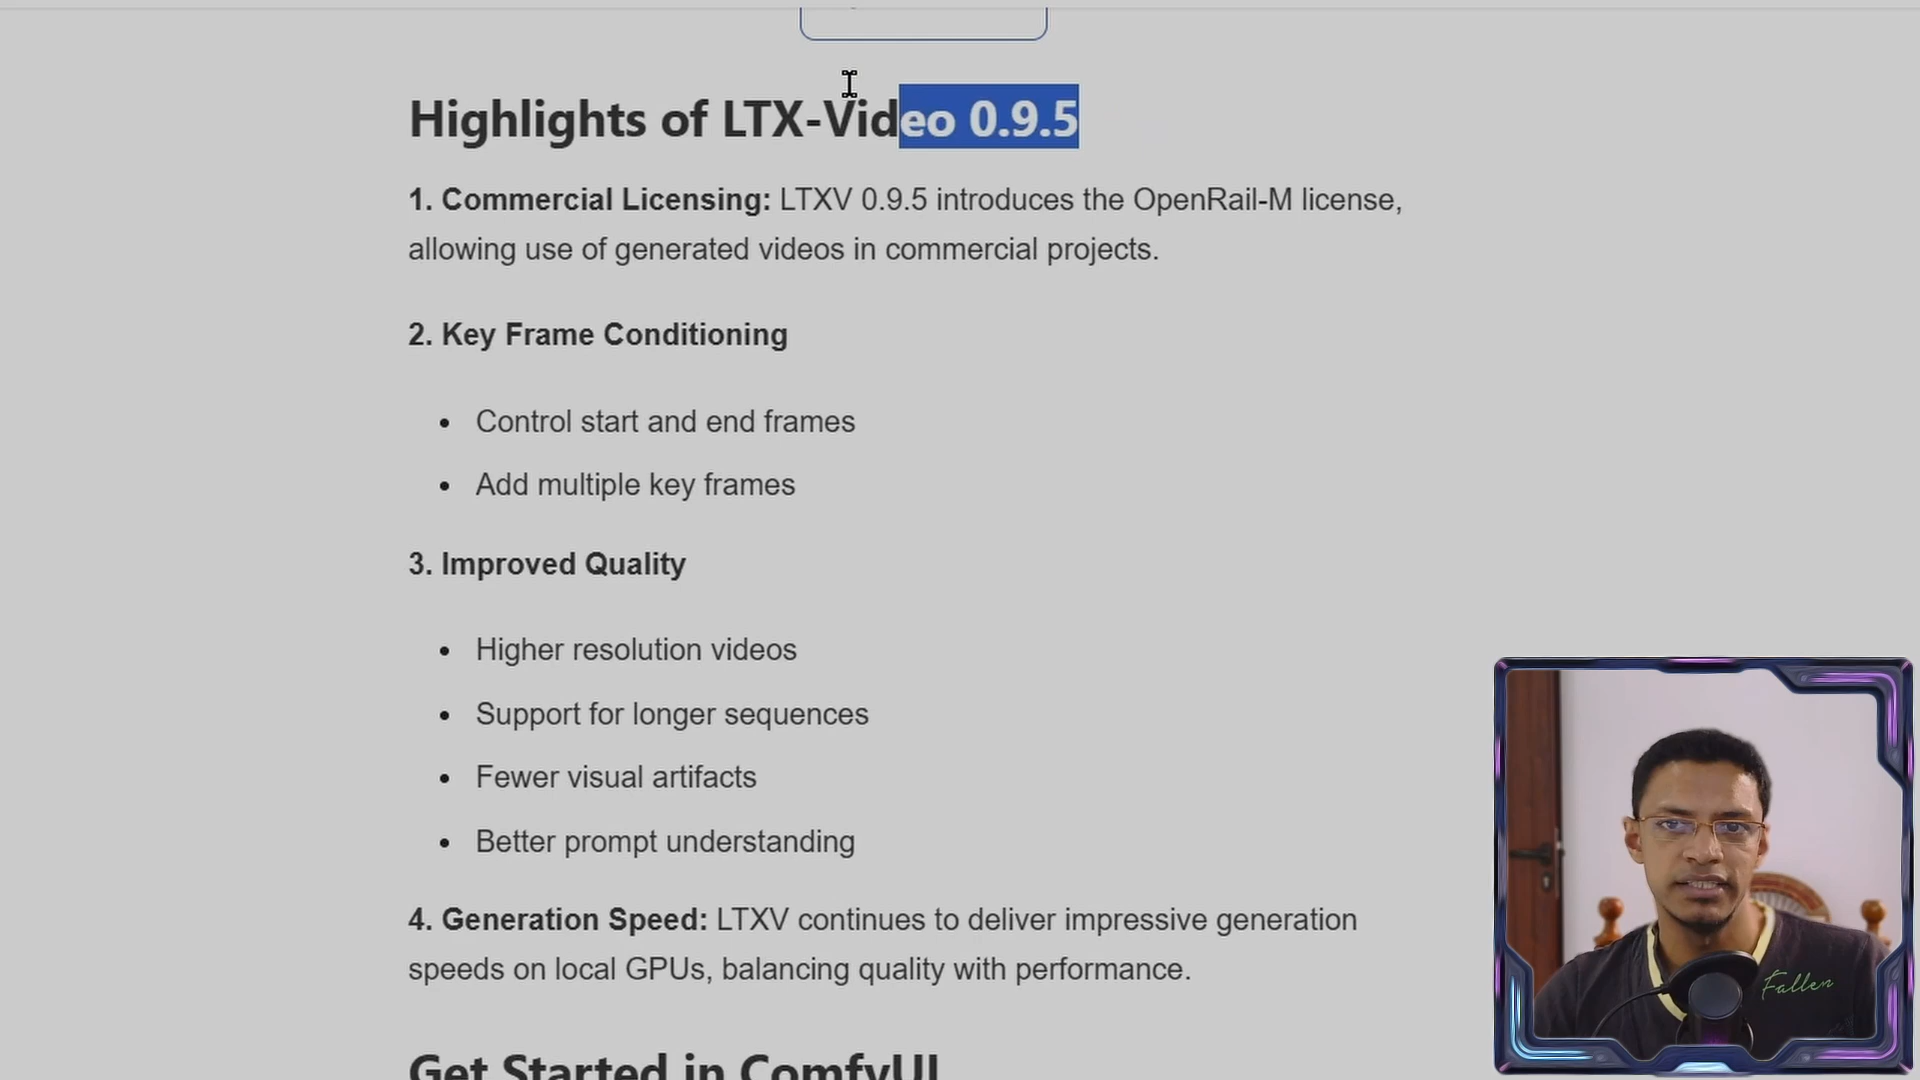 Highlights of LTX-Video 0.9.5
1. Commercial Licensing: LTXV 0.9.5 introduces the OpenRail-M license,
allowing use of generated videos in commercial projects.
2. Key Frame Conditioning
• Control start and end frames
• Add multiple key frames
3. Improved Quality
• Higher resolution videos
• Support for longer sequences
• Fewer visual artifacts
• Better prompt understanding
4. Generation Speed: LTXV continues to deliver impressive generation
speeds on local GPUs, balancing quality with performance.
Get Started in ComfyUI
Fallen